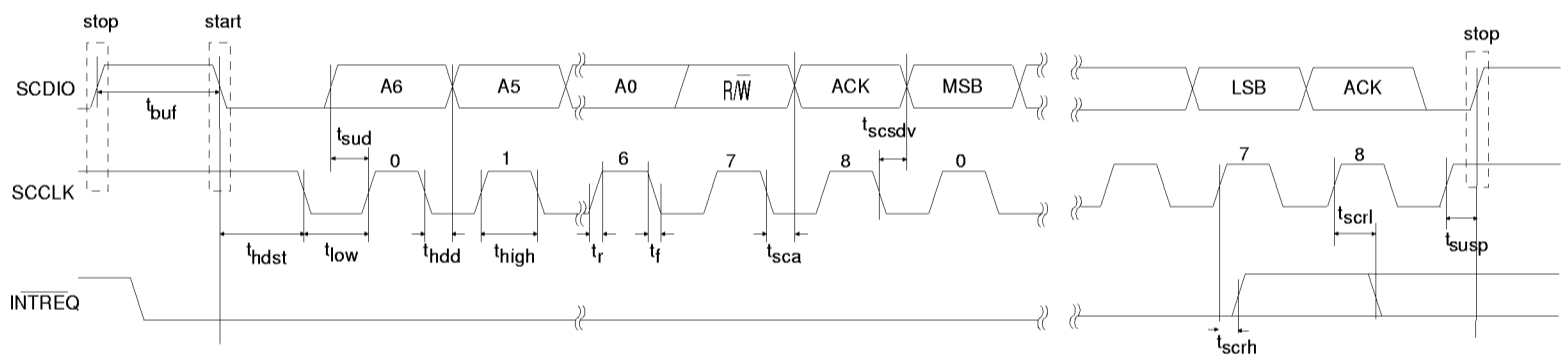 stop start stop
SCDIO A6 A5 A0 R/W̅ ACK MSB LSB ACK
t_buf
t_sud t_scsdv
0 1 6 7 8 0 7 8
SCCLK
t_scrl
t_hdst t_low t_hdd t_high t_r t_f t_sca t_susp
I̅N̅T̅R̅E̅Q̅
t_scrh